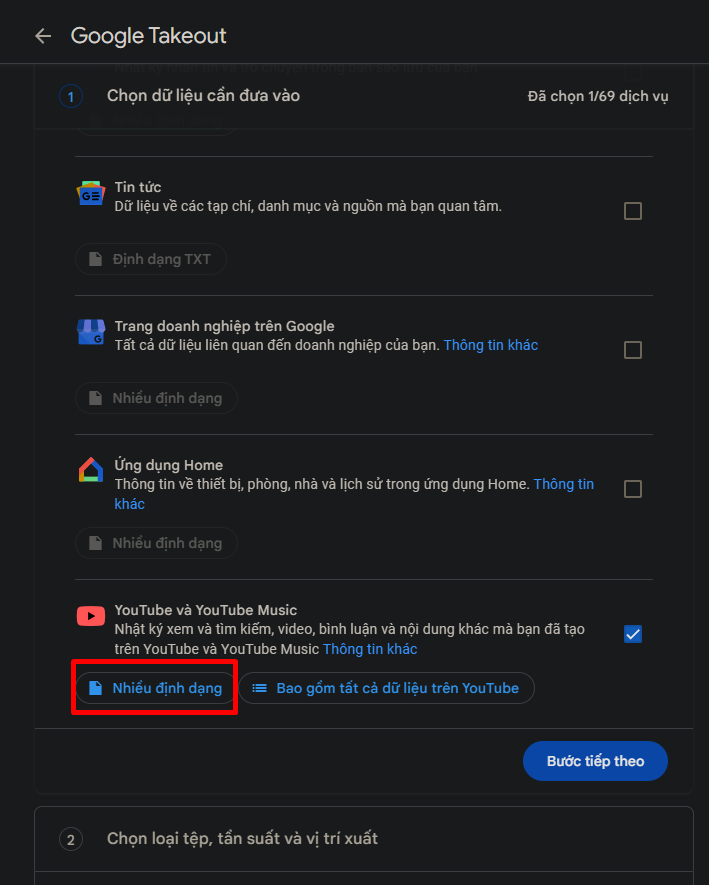 Google Takeout
1
Chọn dữ liệu cần đưa vào
Đã chọn 1/69 dịch vụ
Tin tức
Dữ liệu về các tạp chí, danh mục và nguồn mà bạn quan tâm.
Định dạng TXT
Trang doanh nghiệp trên Google
Tất cả dữ liệu liên quan đến doanh nghiệp của bạn. Thông tin khác
Nhiều định dạng
Ứng dụng Home
Thông tin về thiết bị, phòng, nhà và lịch sử trong ứng dụng Home. Thông tin
khác
Nhiều định dạng
YouTube và YouTube Music
Nhật ký xem và tìm kiếm, video, bình luận và nội dung khác mà bạn đã tạo
trên YouTube và YouTube Music Thông tin khác
Nhiều định dạng
Bao gồm tất cả dữ liệu trên YouTube
Bước tiếp theo
2
Chọn loại tệp, tần suất và vị trí xuất